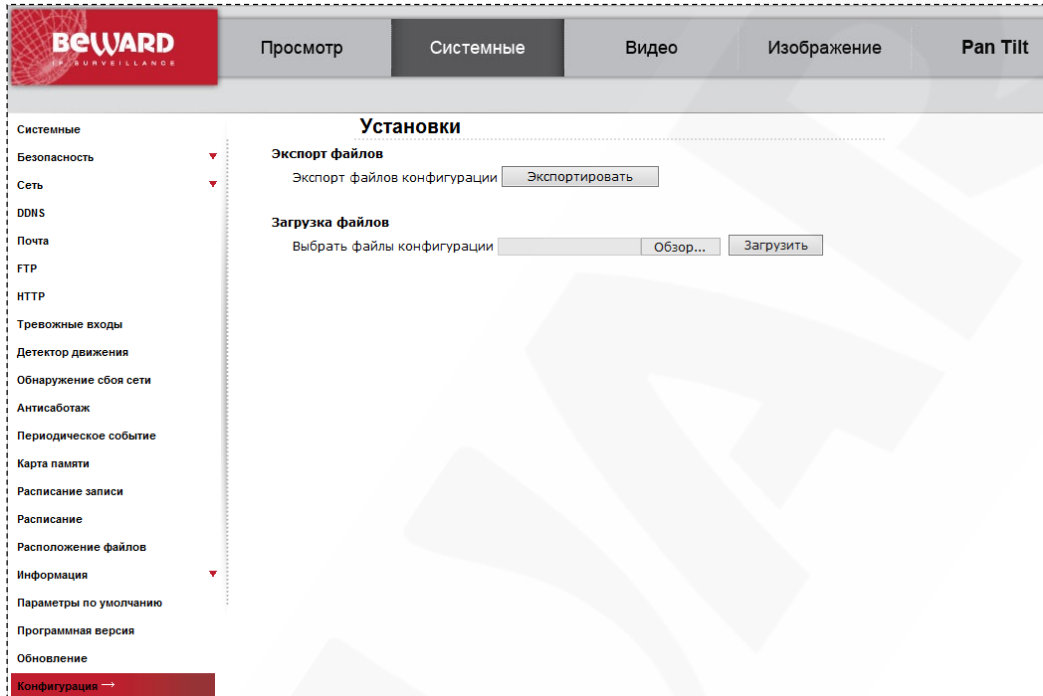 BEWARD
IP SURVEILLANCE
Просмотр
Системные
Видео
Изображение
Pan Tilt
Системные
Безопасность
Сеть
DDNS
Почта
FTP
HTTP
Тревожные входы
Детектор движения
Обнаружение сбоя сети
Антисаботаж
Периодическое событие
Карта памяти
Расписание записи
Расписание
Расположение файлов
Информация
Параметры по умолчанию
Программная версия
Обновление
Конфигурация →
Установки
Экспорт файлов
Экспорт файлов конфигурации Экспортировать
Загрузка файлов
Выбрать файлы конфигурации Обзор... Загрузить